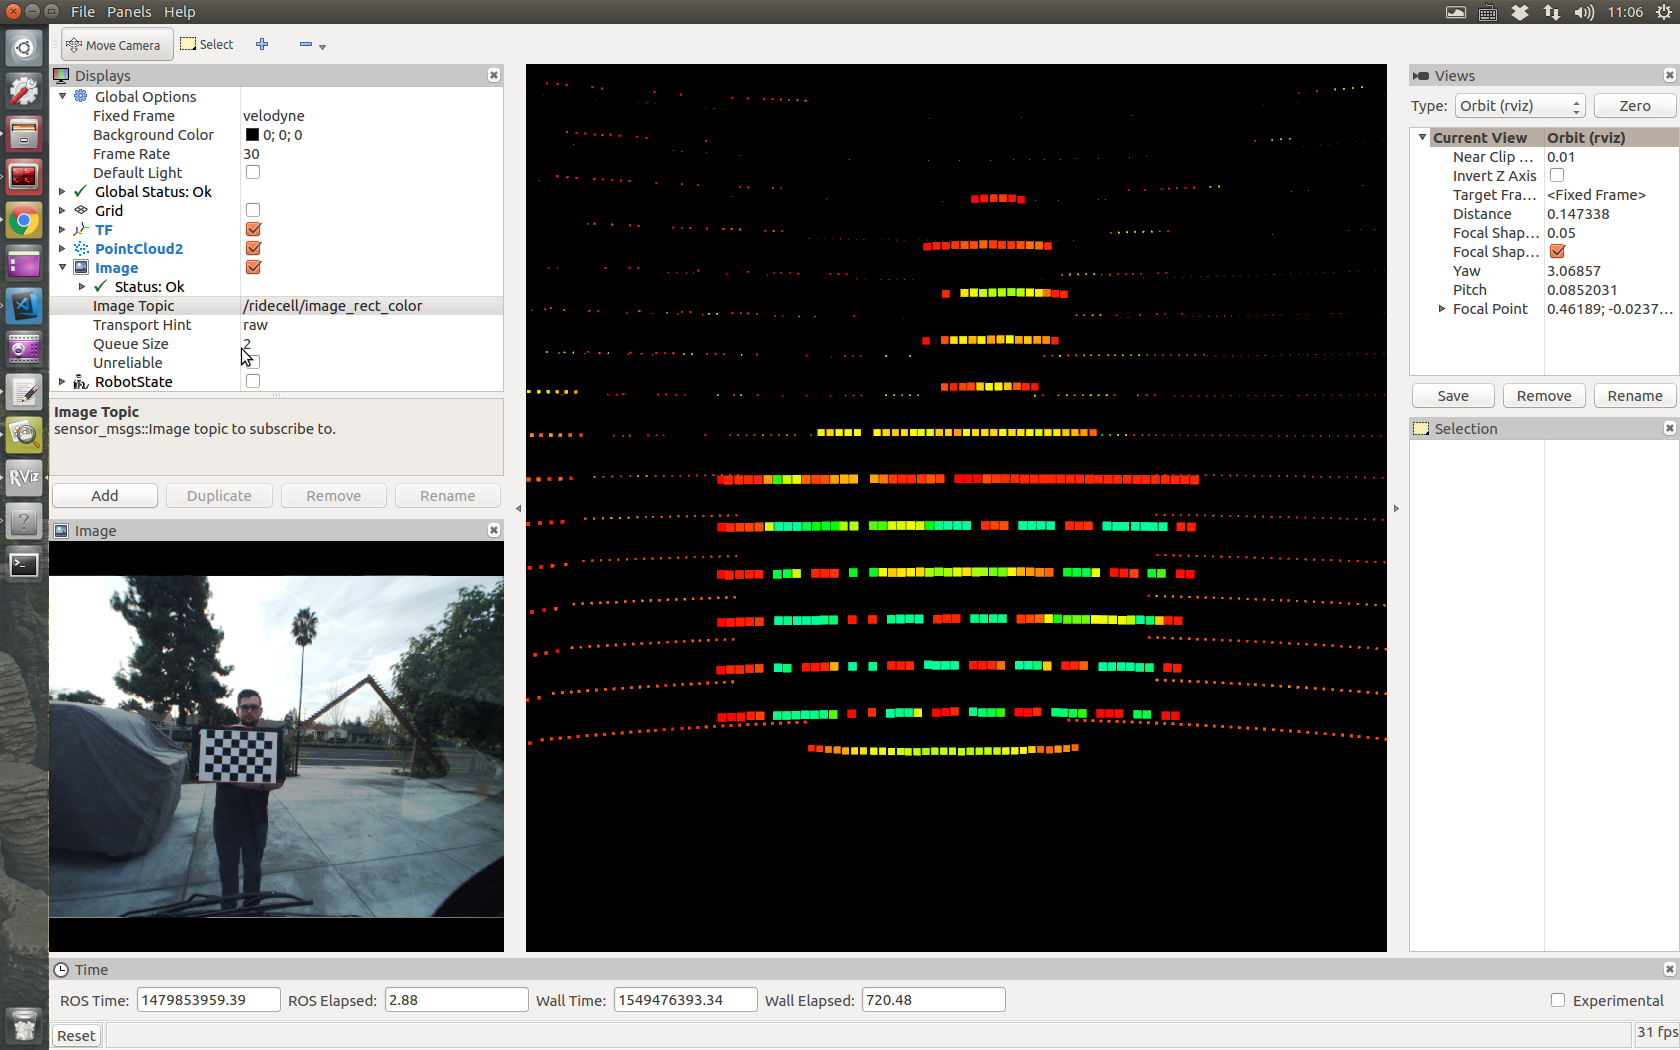 File Panels Help
11:06
Move Camera Select
Displays
Global Options
Fixed Frame velodyne
Background Color 0; 0; 0
Frame Rate 30
Default Light
Global Status: Ok
Grid
TF
PointCloud2
Image
Status: Ok
Image Topic /ridecell/image_rect_color
Transport Hint raw
Queue Size 2
Unreliable
RobotState
Image Topic
sensor_msgs::Image topic to subscribe to.
Add Duplicate Remove Rename
Image
RViz
Views
Type: Orbit (rviz) Zero
Current View Orbit (rviz)
Near Clip ... 0.01
Invert Z Axis
Target Fra... <Fixed Frame>
Distance 0.147338
Focal Shap... 0.05
Focal Shap...
Yaw 3.06857
Pitch 0.0852031
Focal Point 0.46189; -0.0237...
Save Remove Rename
Selection
Time
ROS Time: 1479853959.39 ROS Elapsed: 2.88 Wall Time: 1549476393.34 Wall Elapsed: 720.48 Experimental
Reset 31 fps